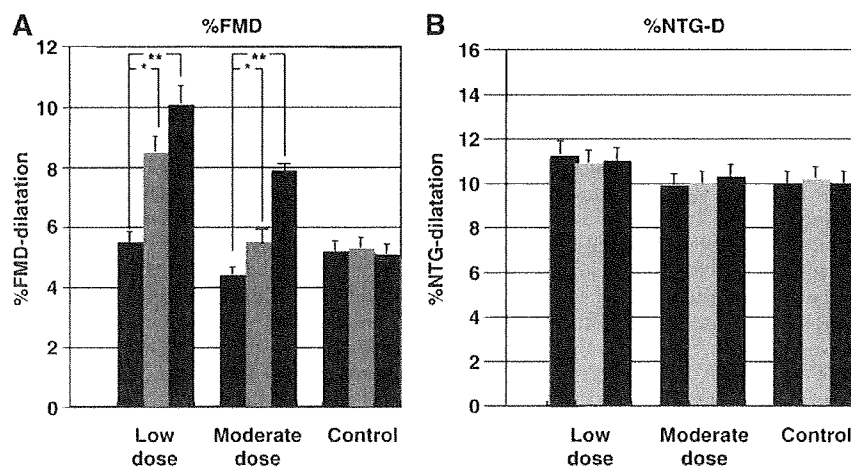 A
%FMD
%FMD-dilatation
12
10
8
6
4
2
0
**
*
**
*
Low dose
Moderate dose
Control
B
%NTG-D
%NTG-dilatation
16
14
12
10
8
6
4
2
0
Low dose
Moderate dose
Control